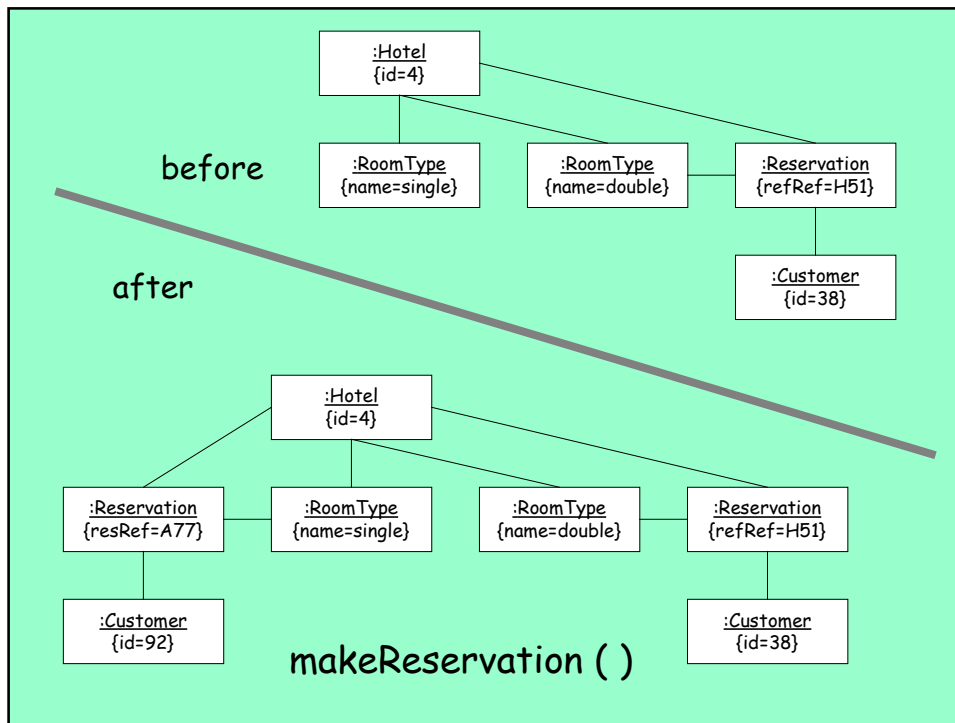 :Hotel
{id=4}
before
:RoomType
{name=single}
:RoomType
{name=double}
:Reservation
{refRef=H51}
after
:Customer
{id=38}
:Hotel
{id=4}
:Reservation
{resRef=A77}
:RoomType
{name=single}
:RoomType
{name=double}
:Reservation
{refRef=H51}
:Customer
{id=92}
:Customer
{id=38}
makeReservation ( )